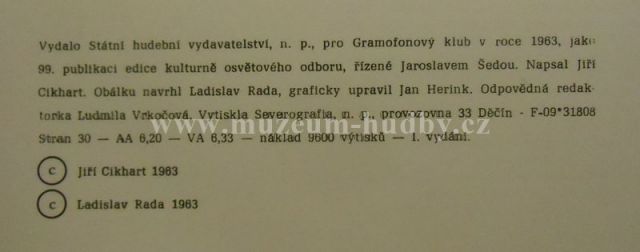 Vydalo Státní hudební vydavatelství, n. p., pro Gramofonový klub v roce 1963, jako
99. publikaci edice kulturně osvětového odboru, řízené Jaroslavem Šedou. Napsal Jiří
Cikhart. Obálku navrhl Ladislav Rada, graficky upravil Jan Herink. Odpovědná redak-
torka Ludmila Vrkočová. Vytiskla Severografia, n. p., provozovna 33 Děčín - F-09*31808
www.muzeum-hudby.cz
Stran 30 — AA 6,20 — VA 6,33 — náklad 9600 výtisků — I. vydání.
C Jiří Cikhart 1963
C Ladislav Rada 1963